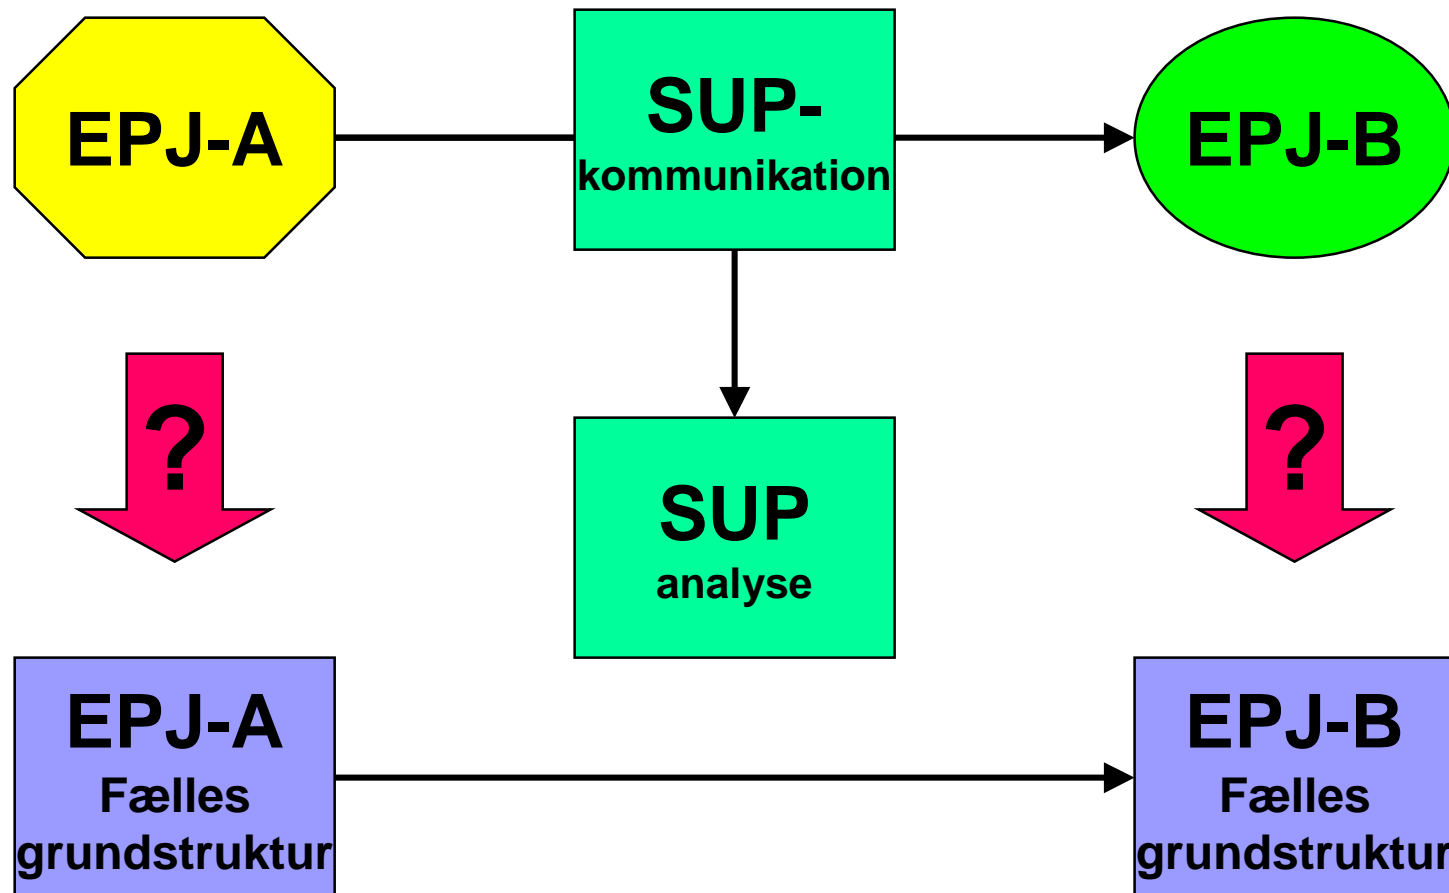 EPJ-A
SUP-
kommunikation
EPJ-B
?
?
SUP
analyse
EPJ-A
Fælles
grundstruktur
EPJ-B
Fælles
grundstruktur